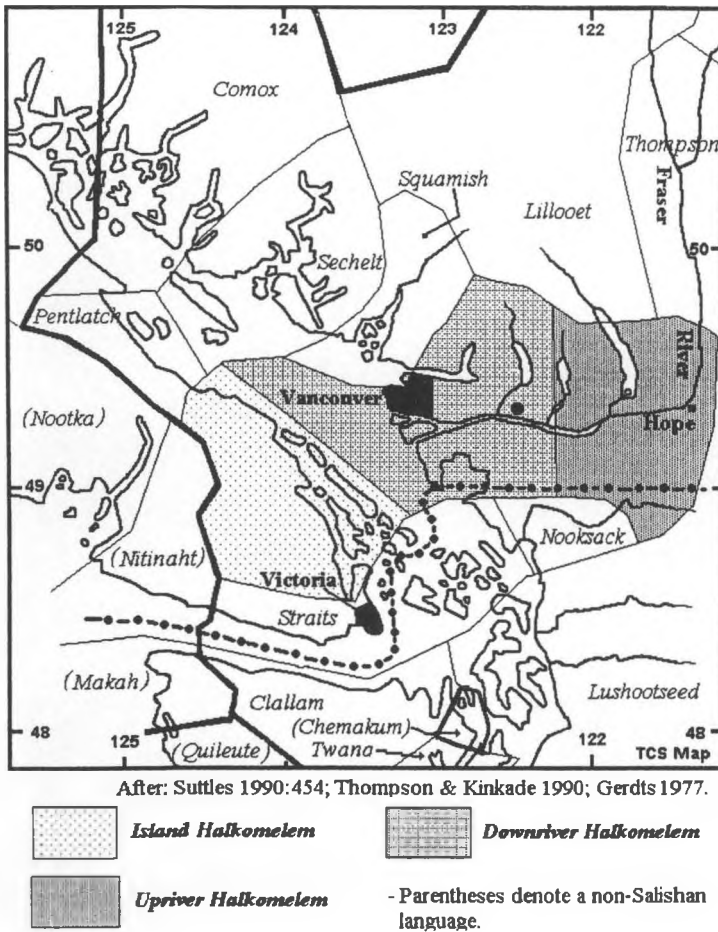 125 124 123 122
Comox
Thompson
Fraser
Squamish
Lillooet
50 50
Sechelt
Pentlatch
River
Vancouver
(Nootka)
Hope
49 49
Nooksack
(Nitinaht)
Victoria
Straits
(Makah)
Clallam
Lushootseed
(Chemakum)
48 48
125 (Quileute) Twana 122
TCS Map
After: Suttles 1990:454; Thompson & Kinkade 1990; Gerdts 1977.
Island Halkomelem Downriver Halkomelem
Upriver Halkomelem - Parentheses denote a non-Salishan
language.